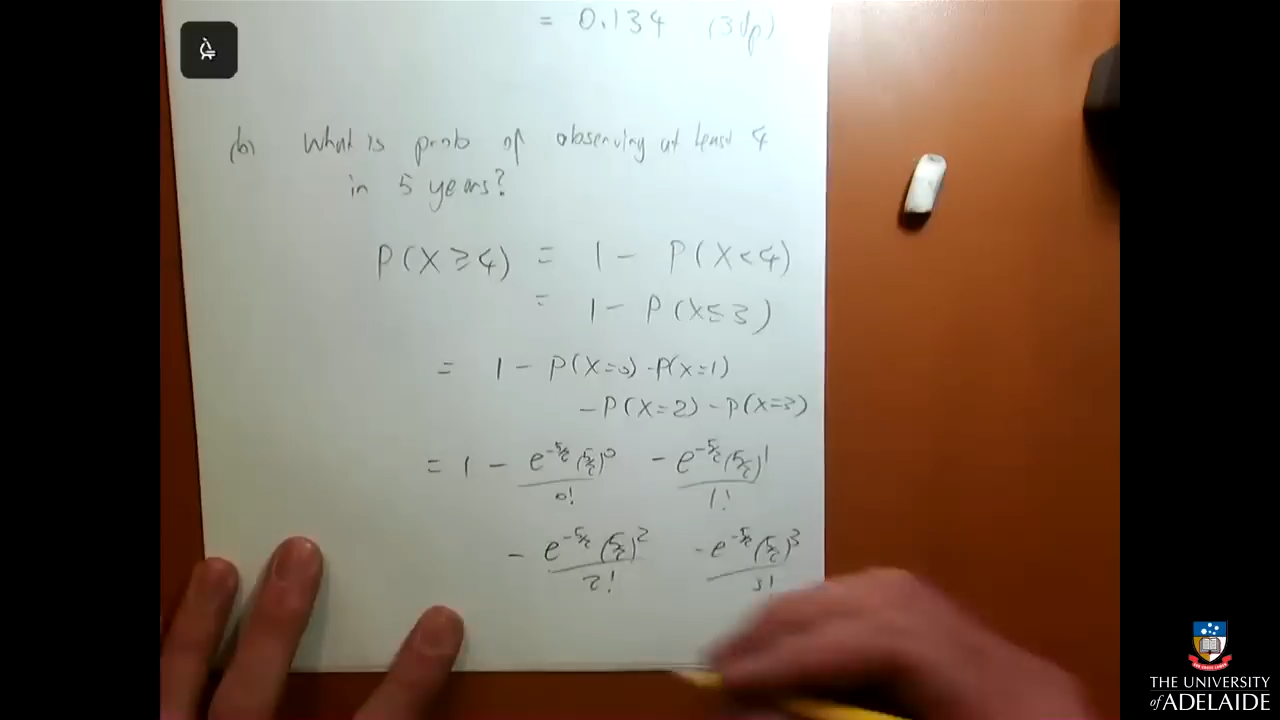 = 0.134 (3dp)
(b) What is prob of observing at least 4
in 5 years?
P(X ≥ 4) = 1 - P(X < 4)
= 1 - P(X ≤ 3)
= 1 - P(X=0) - P(X=1)
- P(X=2) - P(X=3)
= 1 - e^{-5/2}(5/2)^0 / 0! - e^{-5/2}(5/2)^1 / 1!
- e^{-5/2}(5/2)^2 / 2! - e^{-5/2}(5/2)^3 / 3!
THE UNIVERSITY
of ADELAIDE